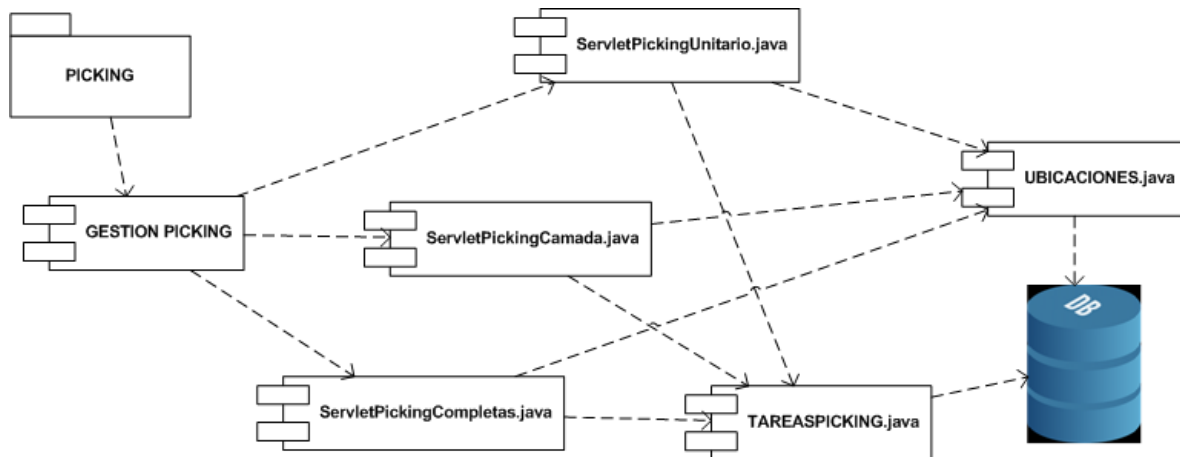 ServletPickingUnitario.java
PICKING
UBICACIONES.java
GESTION PICKING
ServletPickingCamada.java
DB
ServletPickingCompletas.java
TAREASPICKING.java